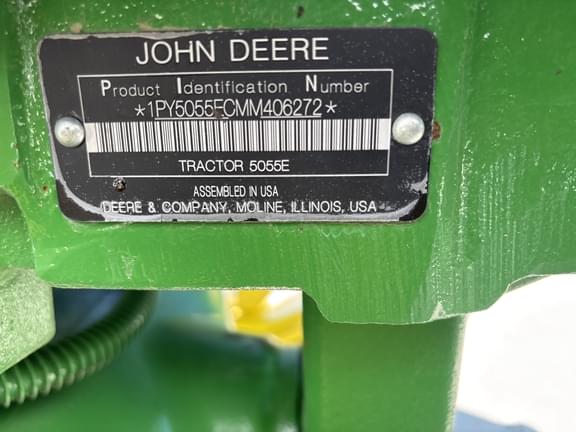 JOHN DEERE
Product Identification Number
*1PY5055ECMM406272*
TRACTOR 5055E
ASSEMBLED IN USA
DEERE & COMPANY, MOLINE, ILLINOIS, USA